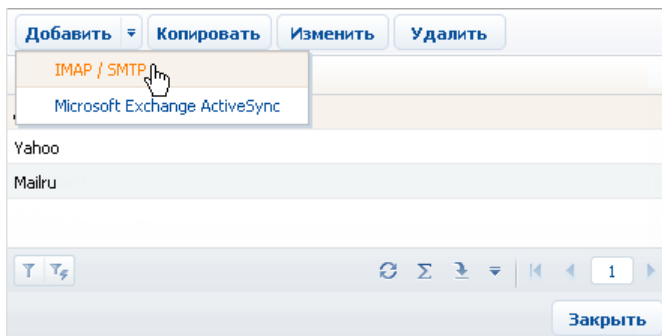 Добавить Копировать Изменить Удалить
IMAP / SMTP
Microsoft Exchange ActiveSync
Yahoo
Mailru
1
Закрыть